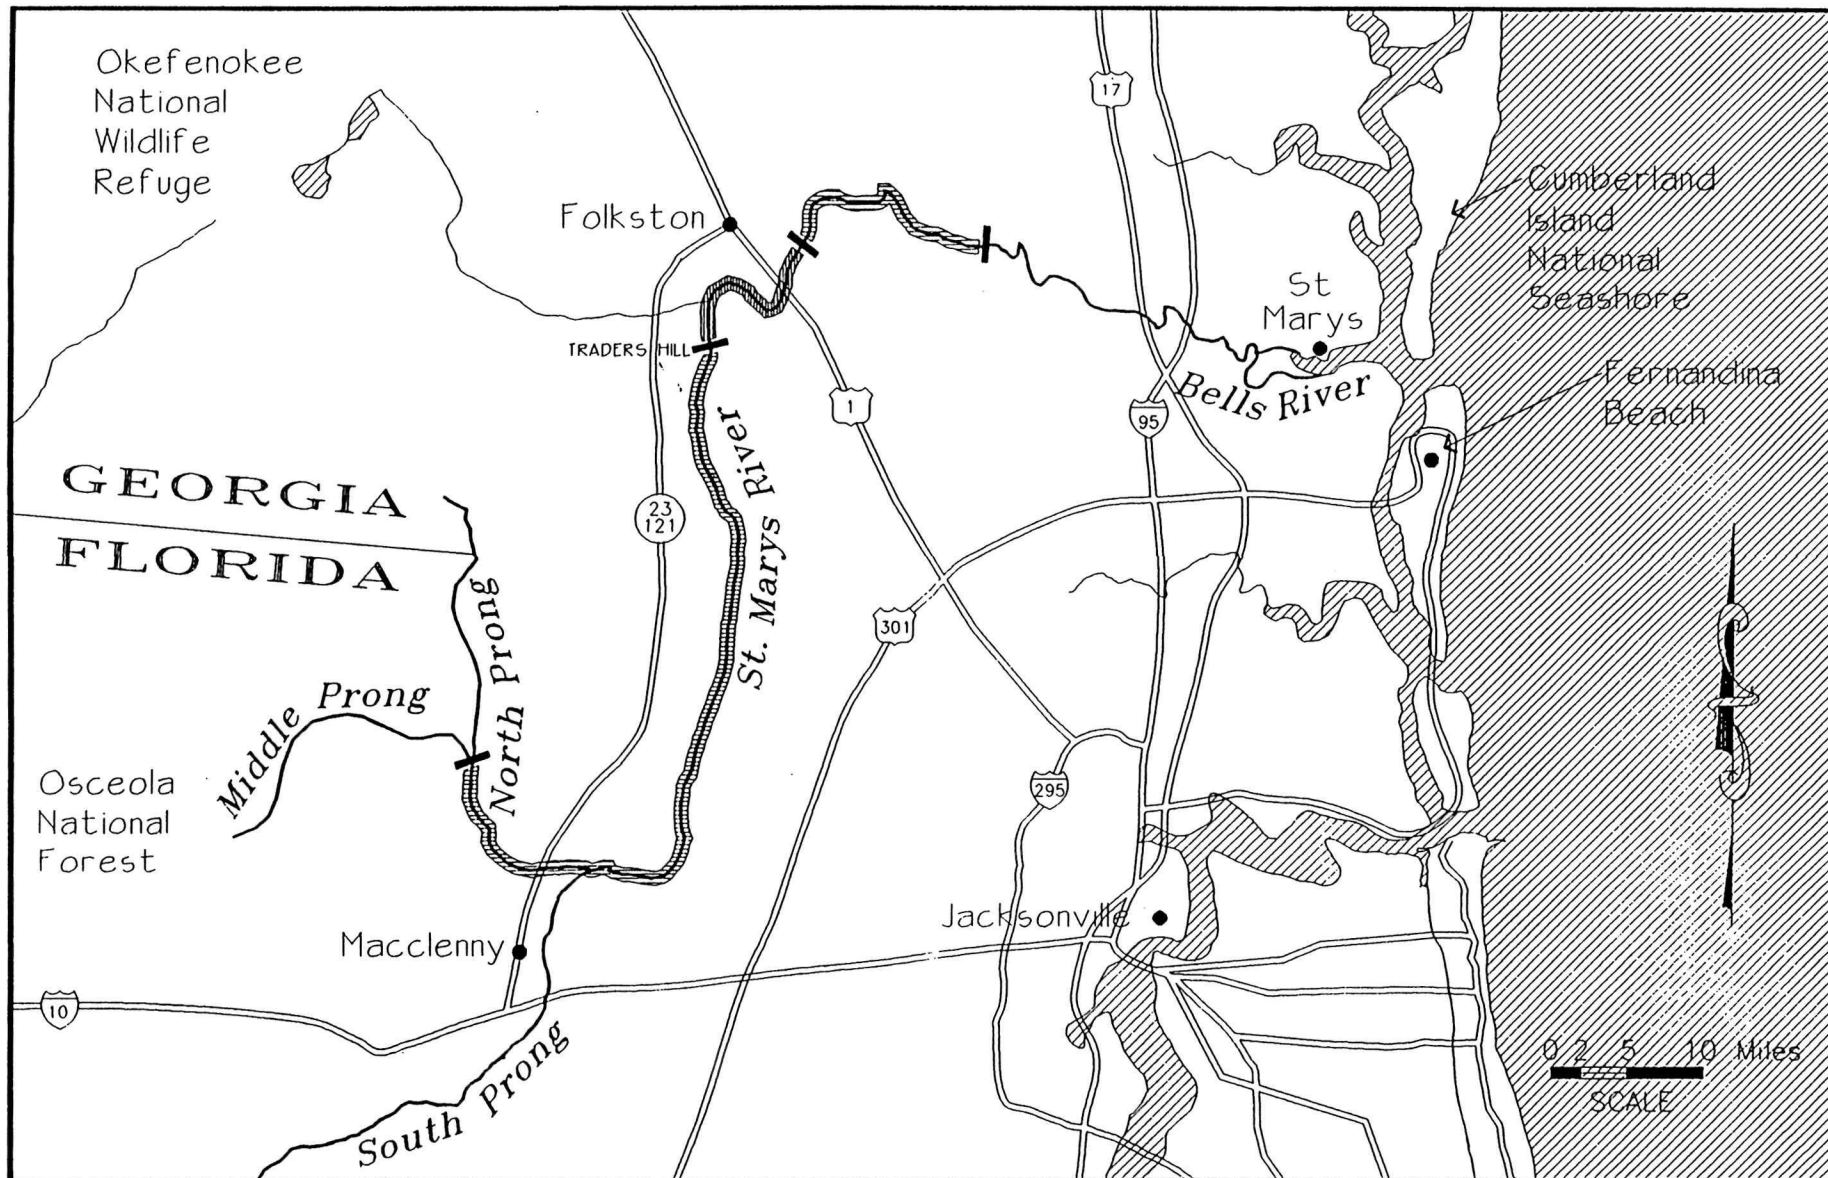 Okefenokee
National
Wildlife
Refuge
17
Cumberland
Island
National
Seashore
Folkston
St
Marys
TRADERS HILL
Fernandina
Beach
Bells River
1
95
GEORGIA
FLORIDA
23
121
St. Marys River
North Prong
Middle Prong
301
Osceola
National
Forest
295
Jacksonville
Macclenny
10
South Prong
0 2 5 10 Miles
SCALE